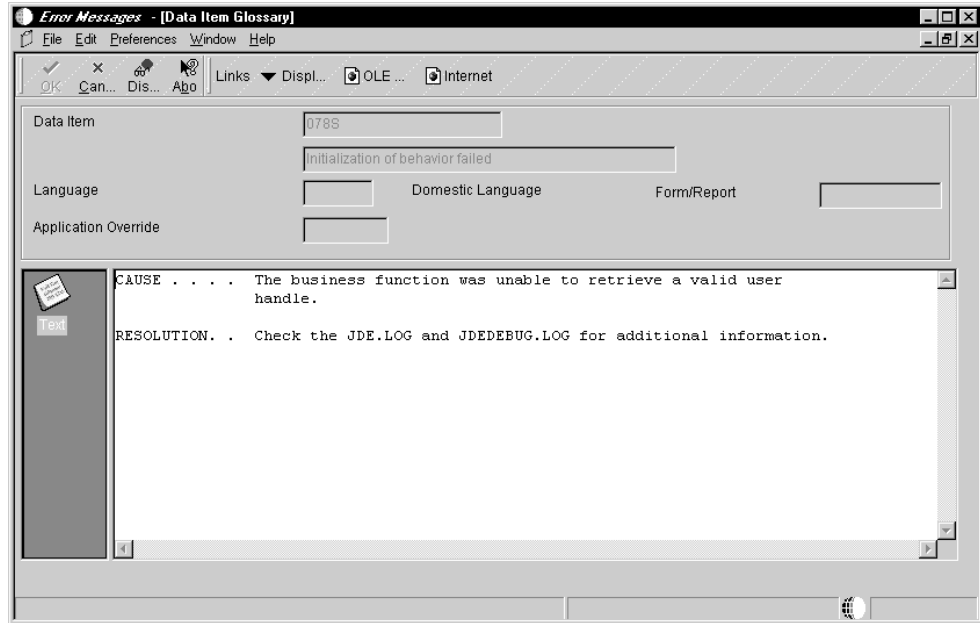 Error Messages - [Data Item Glossary]
File Edit Preferences Window Help
OK Can... Dis... Abo Links Displ... OLE ... Internet
Data Item 078S
Initialization of behavior failed
Language Domestic Language Form/Report
Application Override
Text
CAUSE . . . . The business function was unable to retrieve a valid user
handle.
RESOLUTION. . Check the JDE.LOG and JDEDEBUG.LOG for additional information.